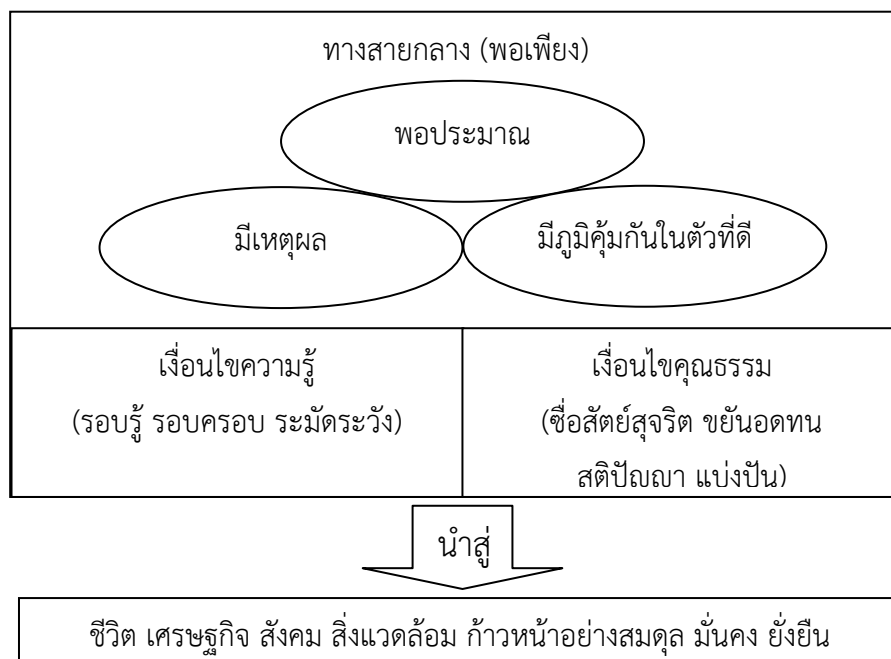 ทางสายกลาง (พอเพียง)
พอประมาณ
มีเหตุผล
มีภูมิคุ้มกันในตัวที่ดี
เงื่อนไขความรู้
(รอบรู้ รอบครอบ ระมัดระวัง)
เงื่อนไขคุณธรรม
(ซื่อสัตย์สุจริต ขยันอดทน
สติปัญญา แบ่งปัน)
นำสู่
ชีวิต เศรษฐกิจ สังคม สิ่งแวดล้อม ก้าวหน้าอย่างสมดุล มั่นคง ยั่งยืน